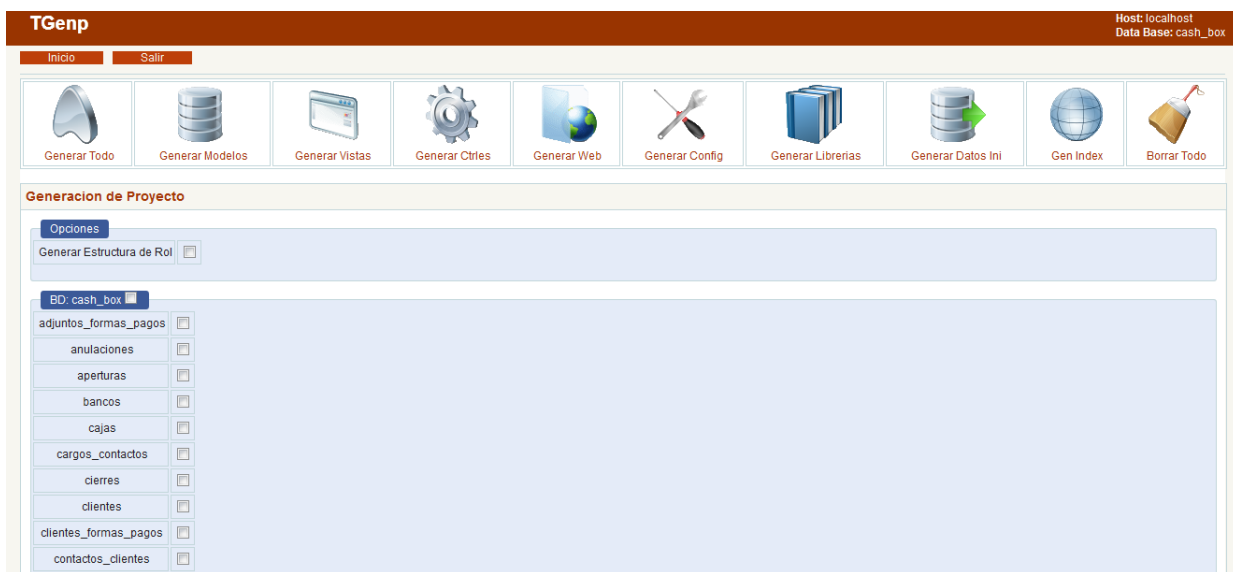 TGenp
Host: localhost
Data Base: cash_box
Inicio
Salir
Generar Todo
Generar Modelos
Generar Vistas
Generar Ctrles
Generar Web
Generar Config
Generar Librerias
Generar Datos Ini
Gen Index
Borrar Todo
Generacion de Proyecto
Opciones
Generar Estructura de Rol
BD: cash_box
adjuntos_formas_pagos
anulaciones
aperturas
bancos
cajas
cargos_contactos
cierres
clientes
clientes_formas_pagos
contactos_clientes